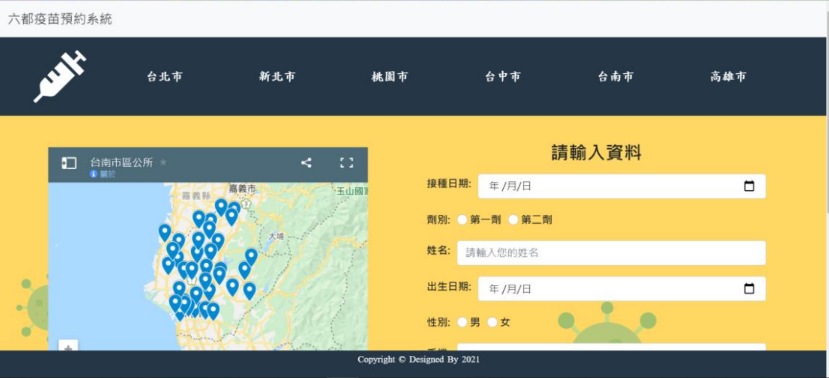 六都疫苗預約系統
台北市 新北市 桃園市 台中市 台南市 高雄市
台南市區公所
關於
嘉義縣 嘉義市 玉山國
大埔
請輸入資料
接種日期: 年 /月/日
劑別: 第一劑 第二劑
姓名: 請輸入您的姓名
出生日期: 年 /月/日
性別: 男 女
Copyright © Designed By 2021